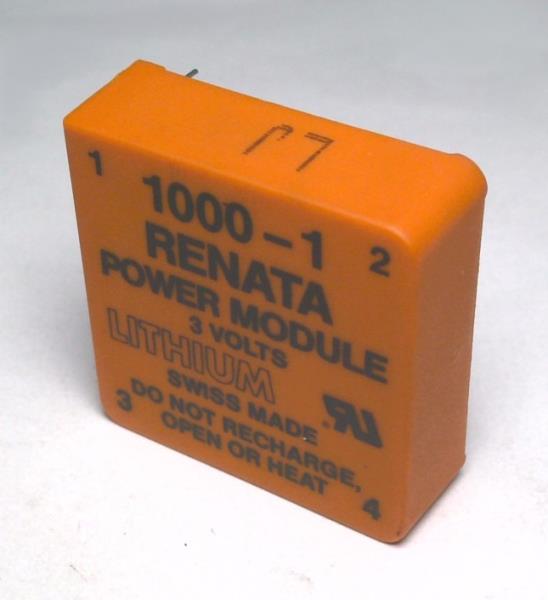 1
2
1000-1
RENATA
POWER MODULE
3 VOLTS
LITHIUM
SWISS MADE
DO NOT RECHARGE,
OPEN OR HEAT
3
4